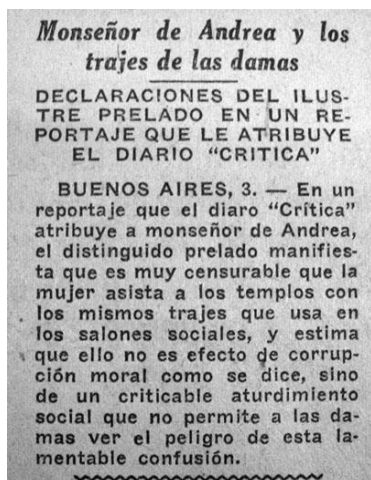 Monseñor de Andrea y los
trajes de las damas
DECLARACIONES DEL ILUS-
TRE PRELADO EN UN RE-
PORTAJE QUE LE ATRIBUYE
EL DIARIO “CRITICA”
BUENOS AIRES, 3. — En un
reportaje que el diaro “Crítica”
atribuye a monseñor de Andrea,
el distinguido prelado manifies-
ta que es muy censurable que la
mujer asista a los templos con
los mismos trajes que usa en
los salones sociales, y estima
que ello no es efecto de corrup-
ción moral como se dice, sino
de un criticable aturdimiento
social que no permite a las da-
mas ver el peligro de esta la-
mentable confusión.